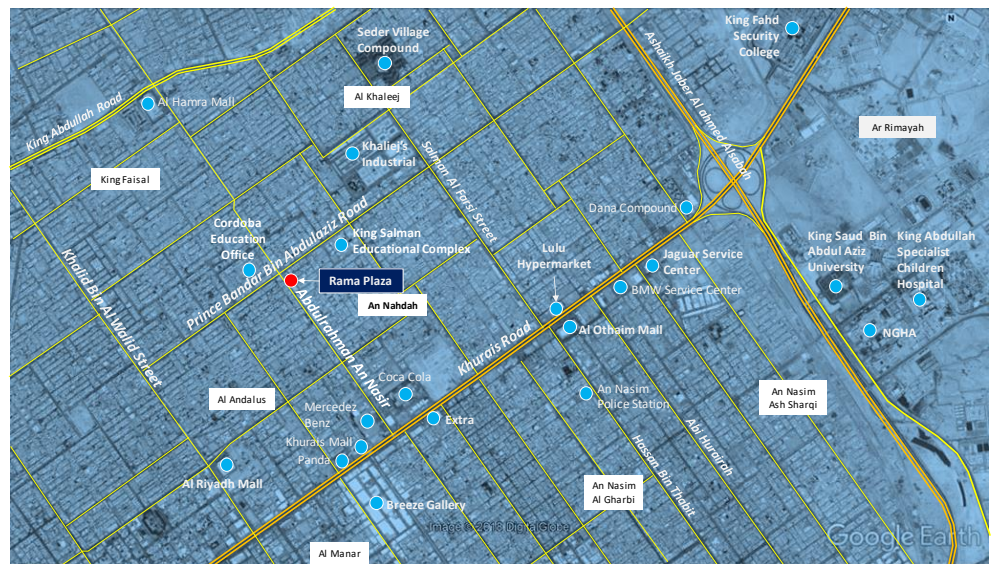 King Fahd
Security
College
N
Seder Village
Compound
Ashaikh Jaber Al ahmed Alsabah
Al Khaleej
King Abdullah Road
Al Hamra Mall
Ar Rimayah
Khaliej's
Industrial
Salman Al Farsi Street
King Faisal
Dana Compound
Cordoba
Education
Office
Prince Bandar Bin Abdulaziz Road
King Salman
Educational Complex
Lulu
Hypermarket
Jaguar Service
Center
King Saud Bin
Abdul Aziz
University
King Abdullah
Specialist
Children
Hospital
Khalid Bin Al Walid Street
Rama Plaza
BMW Service Center
An Nahdah
Abdulrahman An Nasir
Khurais Road
Al Othaim Mall
NGHA
Coca Cola
An Nasim
Police Station
An Nasim
Ash Sharqi
Al Andalus
Mercedez
Benz
Extra
Khurais Mall
Panda
Abi Hurairah
Hassan Bin Thabit
Al Riyadh Mall
An Nasim
Al Gharbi
Breeze Gallery
Image © 2018 DigitalGlobe
Google Earth
Al Manar